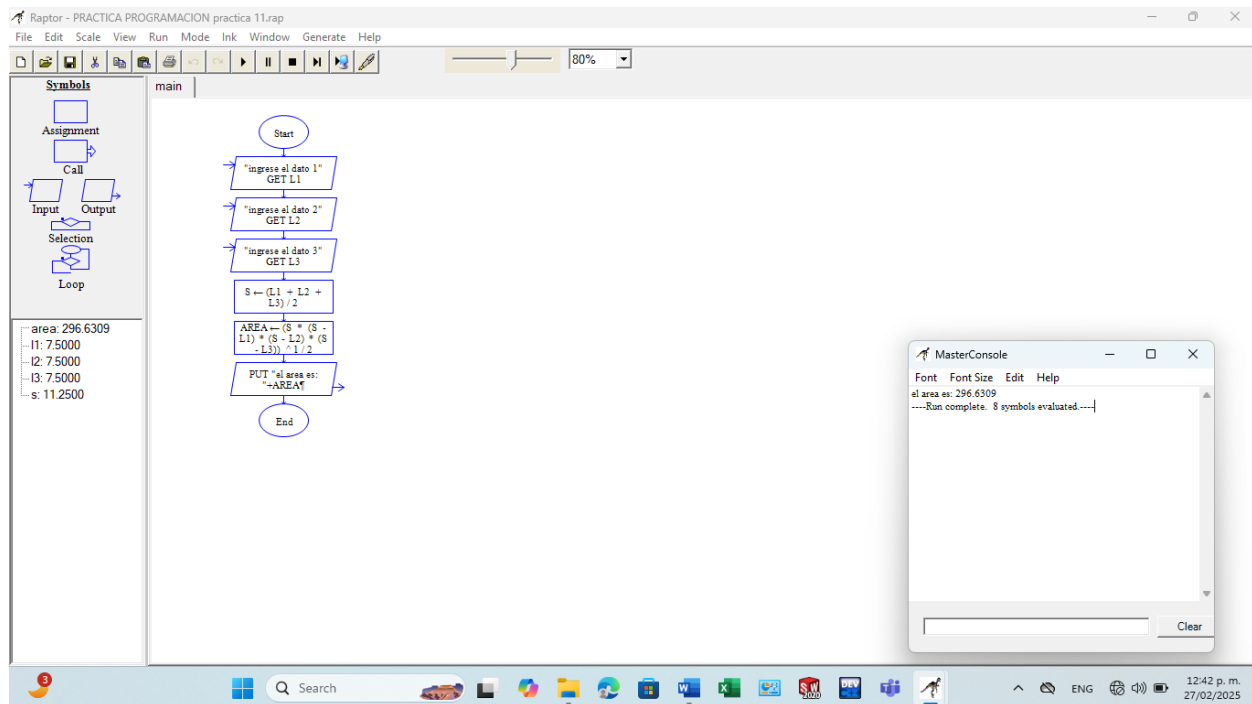 Raptor - PRACTICA PROGRAMACION practica 11.rap
File Edit Scale View Run Mode Ink Window Generate Help
80%
Symbols
Assignment
Call
Input Output
Selection
Loop
main
Start
"ingrese el dato 1"
GET L1
"ingrese el dato 2"
GET L2
"ingrese el dato 3"
GET L3
S ← (L1 + L2 +
L3) / 2
AREA ← (S * (S -
L1) * (S - L2) * (S
- L3)) ^ 1 / 2
PUT "el area es:
"+AREA¶
End
area: 296.6309
l1: 7.5000
l2: 7.5000
l3: 7.5000
s: 11.2500
MasterConsole
Font Font Size Edit Help
el area es: 296.6309
----Run complete. 8 symbols evaluated.----
Clear
3
Search
SW
2020
DEV
ENG
12:42 p. m.
27/02/2025